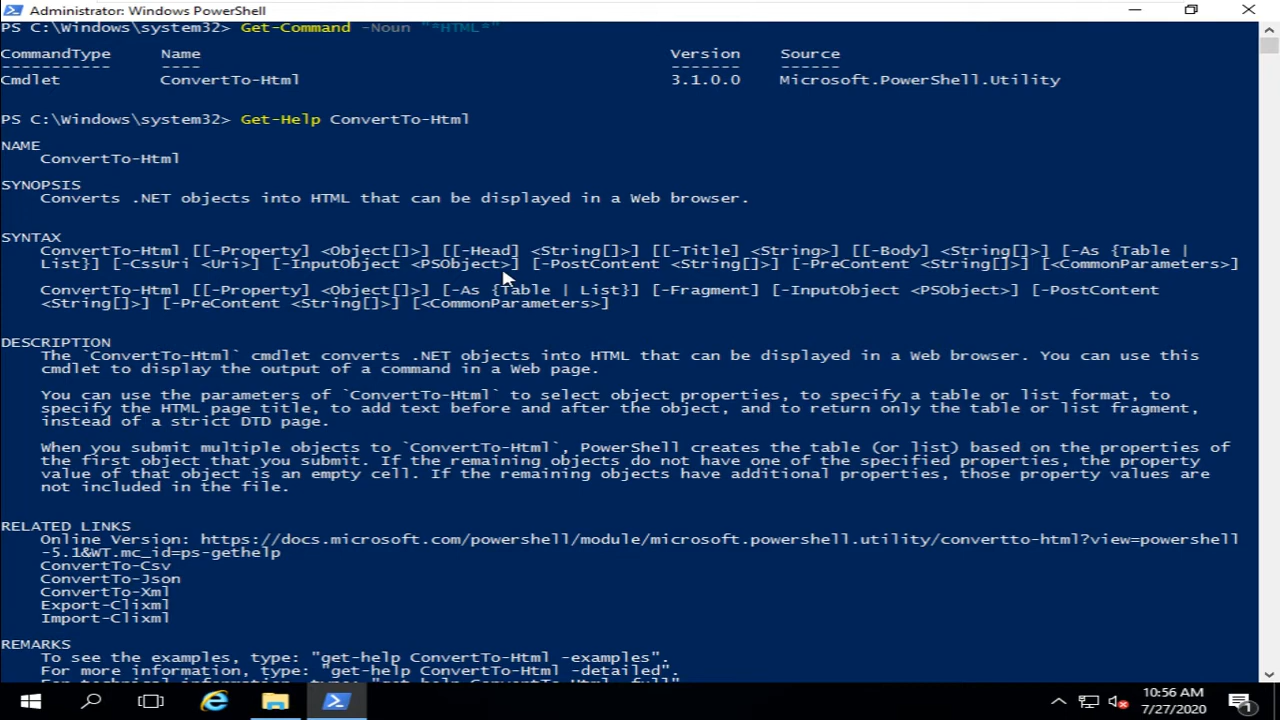 Administrator: Windows PowerShell
PS C:\Windows\system32> Get-Command -Noun "*HTML*"
CommandType Name Version Source
----------- ---- ------- ------
Cmdlet ConvertTo-Html 3.1.0.0 Microsoft.PowerShell.Utility
PS C:\Windows\system32> Get-Help ConvertTo-Html
NAME
ConvertTo-Html
SYNOPSIS
Converts .NET objects into HTML that can be displayed in a Web browser.
SYNTAX
ConvertTo-Html [[-Property] <Object[]>] [[-Head] <String[]>] [[-Title] <String>] [[-Body] <String[]>] [-As {Table |
List}] [-CssUri <Uri>] [-InputObject <PSObject>] [-PostContent <String[]>] [-PreContent <String[]>] [<CommonParameters>]
ConvertTo-Html [[-Property] <Object[]>] [-As {Table | List}] [-Fragment] [-InputObject <PSObject>] [-PostContent
<String[]>] [-PreContent <String[]>] [<CommonParameters>]
DESCRIPTION
The `ConvertTo-Html` cmdlet converts .NET objects into HTML that can be displayed in a Web browser. You can use this
cmdlet to display the output of a command in a Web page.
You can use the parameters of `ConvertTo-Html` to select object properties, to specify a table or list format, to
specify the HTML page title, to add text before and after the object, and to return only the table or list fragment,
instead of a strict DTD page.
When you submit multiple objects to `ConvertTo-Html`, PowerShell creates the table (or list) based on the properties of
the first object that you submit. If the remaining objects do not have one of the specified properties, the property
value of that object is an empty cell. If the remaining objects have additional properties, those property values are
not included in the file.
RELATED LINKS
Online Version: https://docs.microsoft.com/powershell/module/microsoft.powershell.utility/convertto-html?view=powershell
-5.1&WT.mc_id=ps-gethelp
ConvertTo-Csv
ConvertTo-Json
ConvertTo-Xml
Export-Clixml
Import-Clixml
REMARKS
To see the examples, type: "get-help ConvertTo-Html -examples".
For more information, type: "get-help ConvertTo-Html -detailed".
For technical information, type: "get-help ConvertTo-Html -full".
10:56 AM
7/27/2020
1